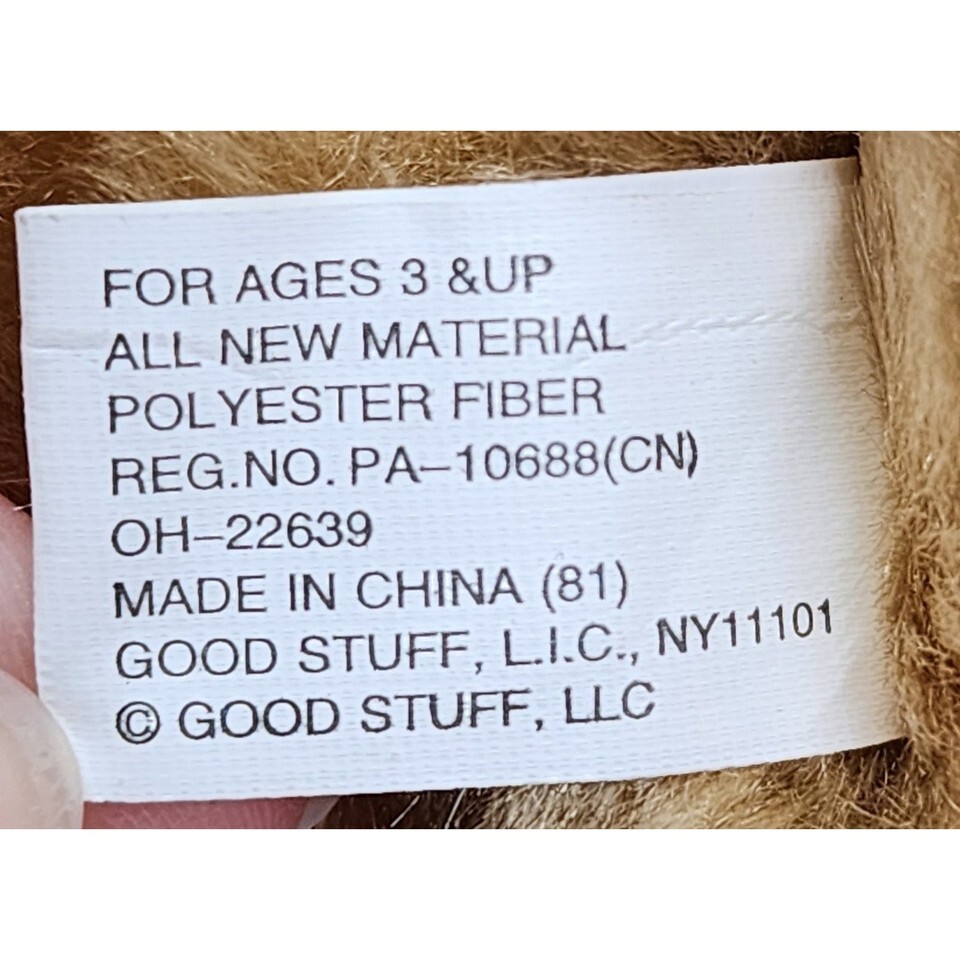 FOR AGES 3 &UP
ALL NEW MATERIAL
POLYESTER FIBER
REG.NO. PA–10688(CN)
OH–22639
MADE IN CHINA (81)
GOOD STUFF, L.I.C., NY11101
© GOOD STUFF, LLC